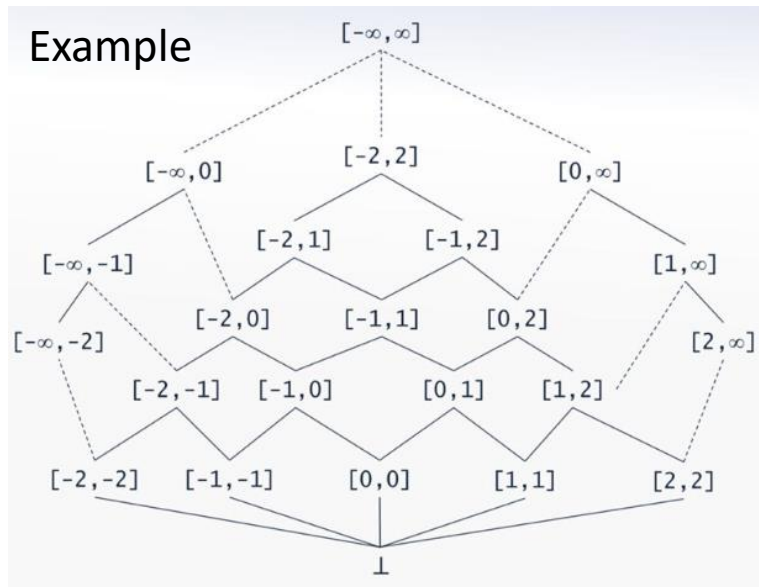 Example
[-∞,∞]
[-∞,0] [-2,2] [0,∞]
[-2,1] [-1,2]
[-∞,-1] [1,∞]
[-2,0] [-1,1] [0,2]
[-∞,-2] [2,∞]
[-2,-1] [-1,0] [0,1] [1,2]
[-2,-2] [-1,-1] [0,0] [1,1] [2,2]
⊥